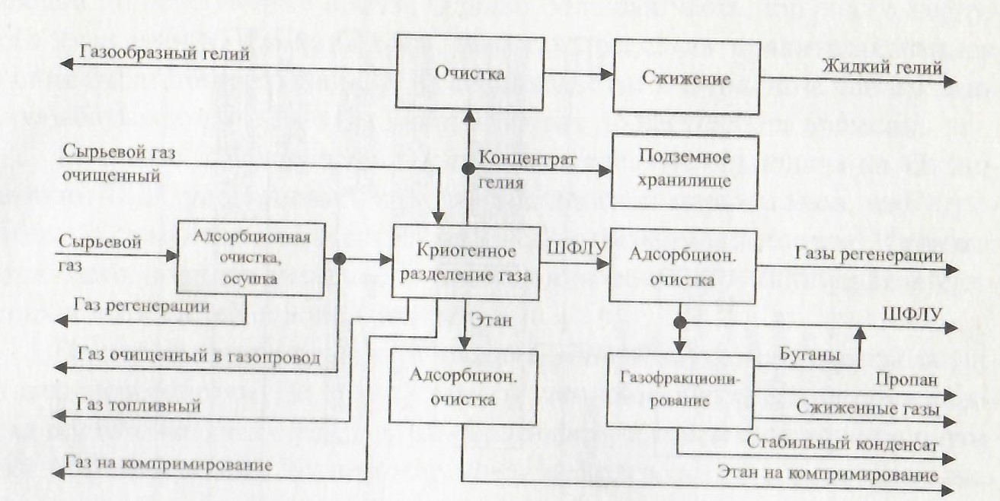 Газообразный гелий
Очистка
Сжижение
Жидкий гелий
Сырьевой газ
очищенный
Концентрат
гелия
Подземное
хранилище
Сырьевой
газ
Адсорбционная
очистка,
осушка
Криогенное
разделение газа
ШФЛУ
Адсорбцион.
очистка
Газы регенерации
Газ регенерации
Этан
ШФЛУ
Газ очищенный в газопровод
Адсорбцион.
очистка
Бутаны
Газофракциони-
рование
Пропан
Газ топливный
Сжиженные газы
Стабильный конденсат
Газ на компримирование
Этан на компримирование